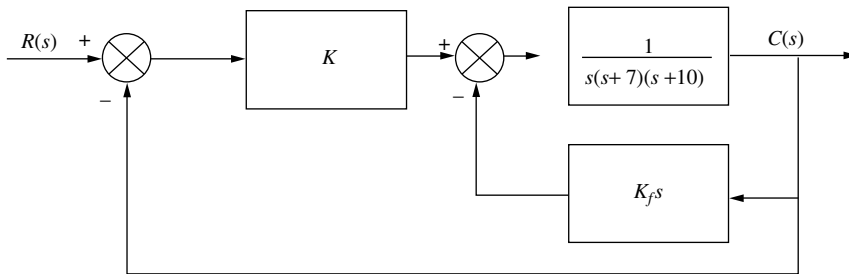 R(s)
+
−
K
+
−
1
s(s+7)(s+10)
C(s)
K_f s